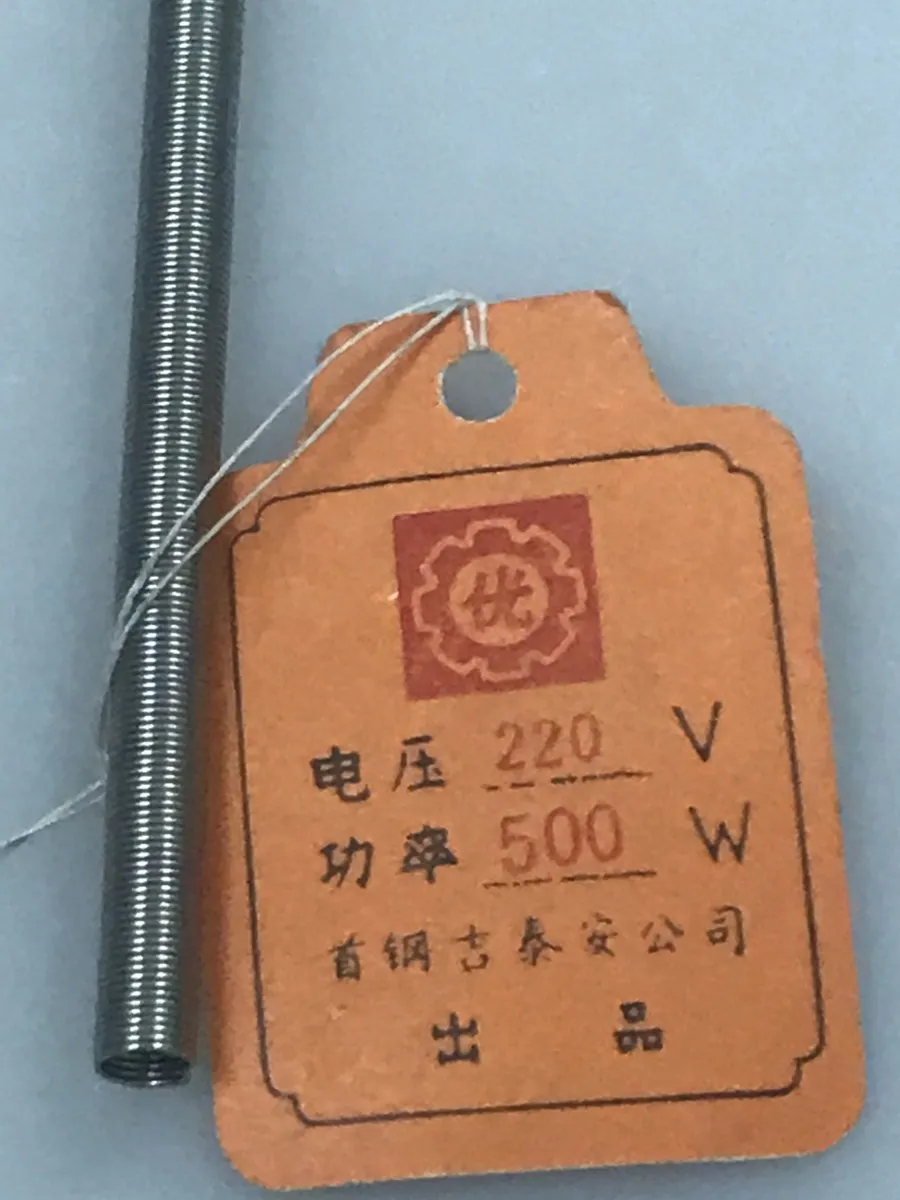 优
电压 220 V
功率 500 W
首钢吉泰安公司
出品